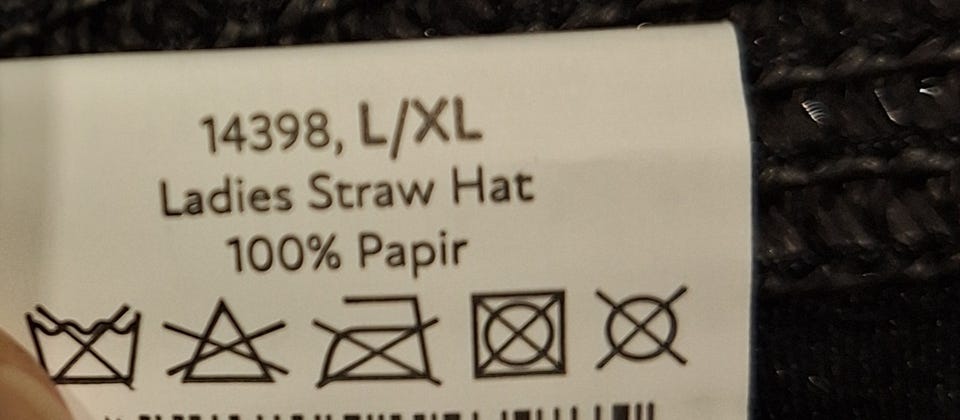 14398, L/XL
Ladies Straw Hat
100% Papir